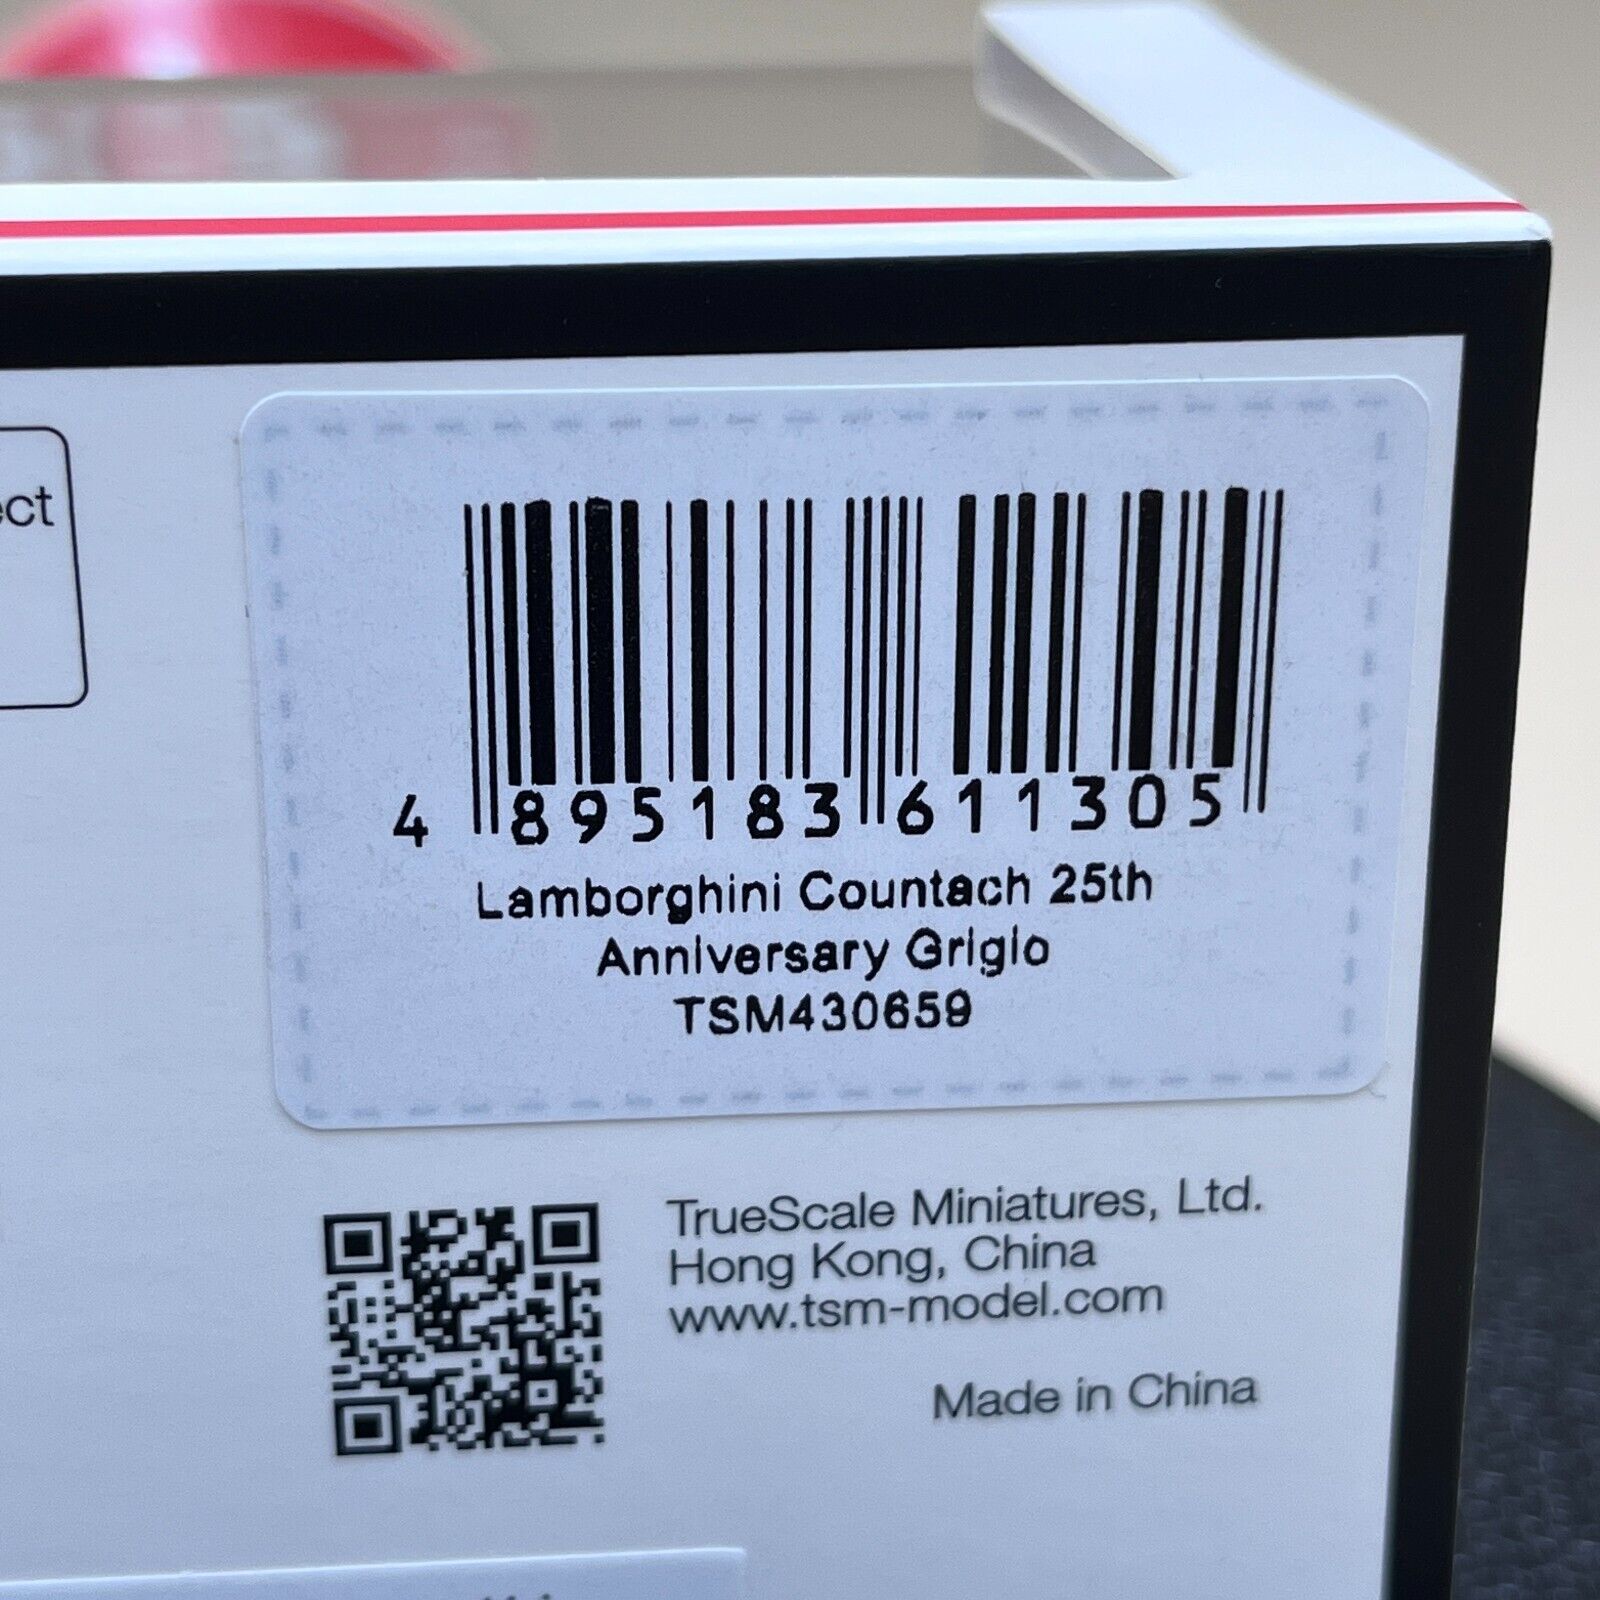 ect
4 895183 611305
Lamborghini Countach 25th
Anniversary Grigio
TSM430659
TrueScale Miniatures, Ltd.
Hong Kong, China
www.tsm-model.com
Made in China